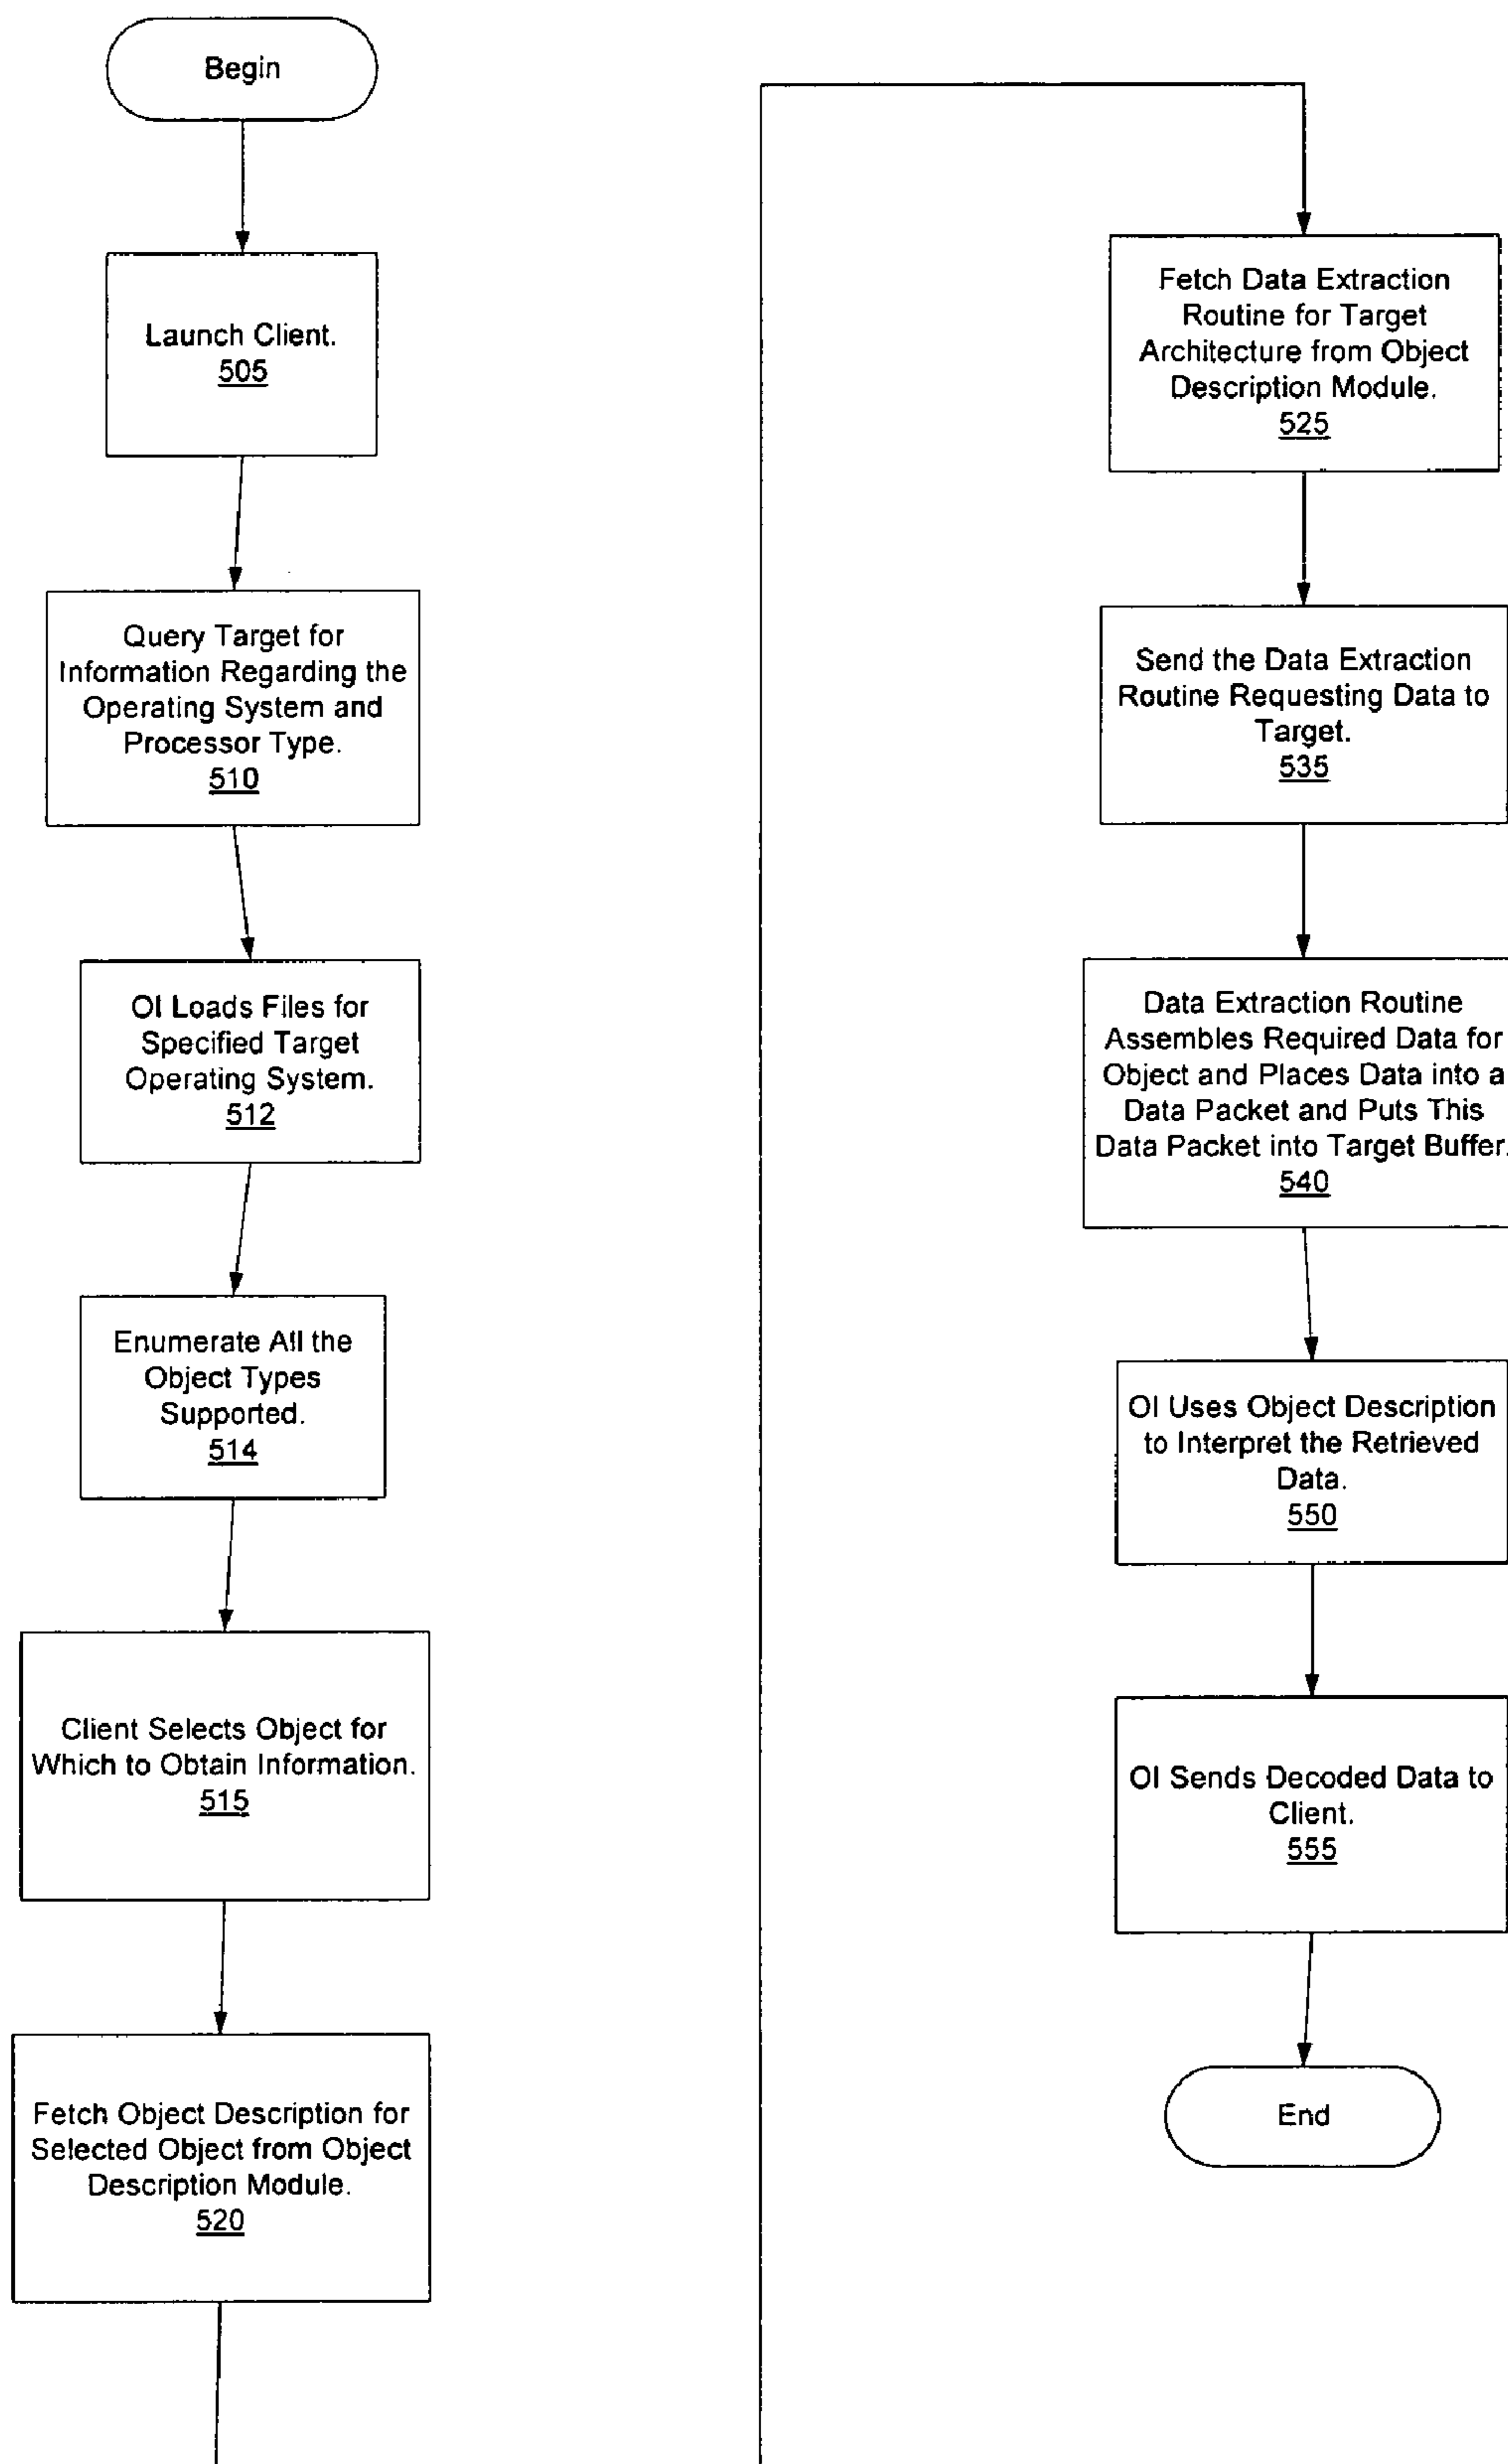 Begin
Launch Client.
505
Query Target for
Information Regarding the
Operating System and
Processor Type.
510
OI Loads Files for
Specified Target
Operating System.
512
Enumerate All the
Object Types
Supported.
514
Client Selects Object for
Which to Obtain Information.
515
Fetch Object Description for
Selected Object from Object
Description Module.
520
Fetch Data Extraction
Routine for Target
Architecture from Object
Description Module.
525
Send the Data Extraction
Routine Requesting Data to
Target.
535
Data Extraction Routine
Assembles Required Data for
Object and Places Data into a
Data Packet and Puts This
Data Packet into Target Buffer.
540
OI Uses Object Description
to Interpret the Retrieved
Data.
550
OI Sends Decoded Data to
Client.
555
End